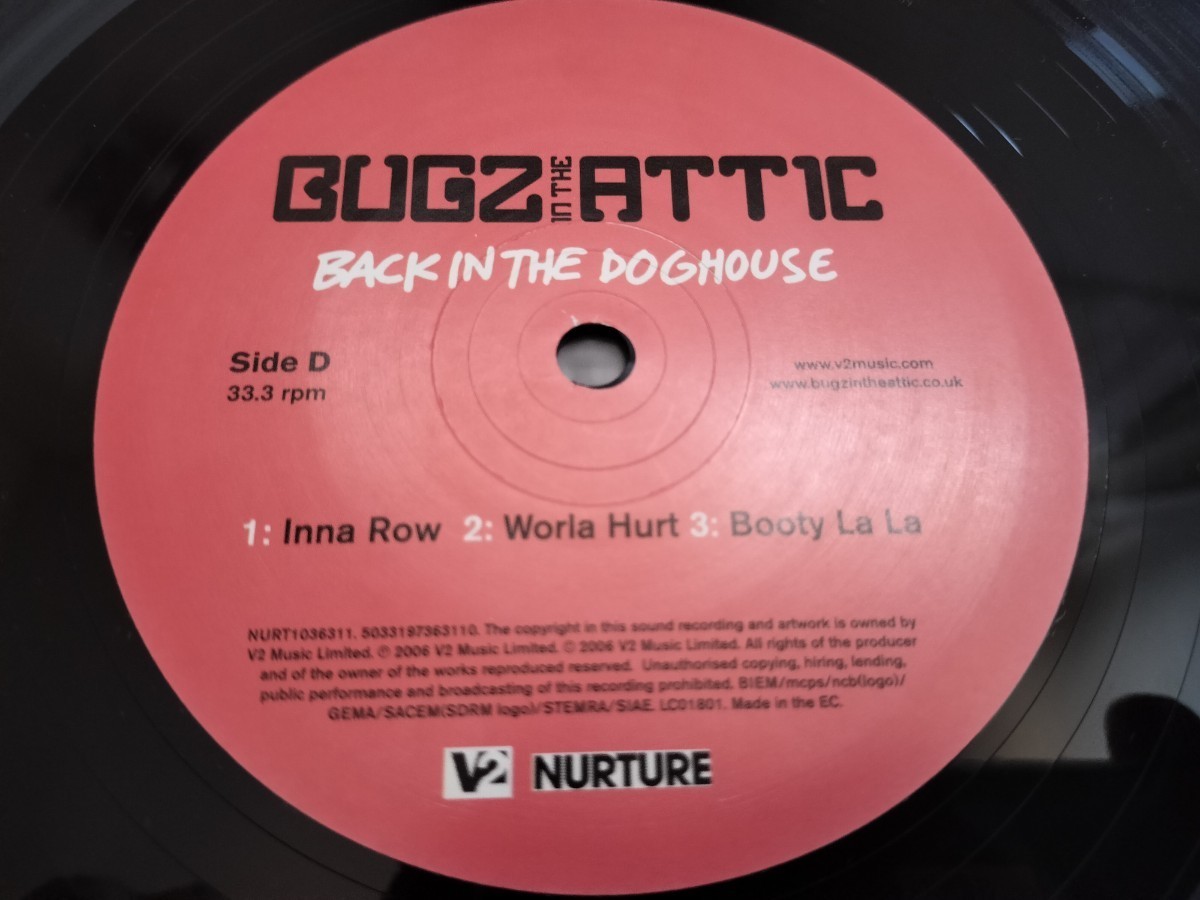 BUGZ IN THE ATTIC
BACK IN THE DOGHOUSE
Side D
33.3 rpm
www.v2music.com
www.bugzintheattic.co.uk
1: Inna Row 2: Worla Hurt 3: Booty La La
NURT1036311. 5033197363110. The copyright in this sound recording and artwork is owned by
V2 Music Limited. ℗ 2006 V2 Music Limited. © 2006 V2 Music Limited. All rights of the producer
and of the owner of the works reproduced reserved. Unauthorised copying, hiring, lending,
public performance and broadcasting of this recording prohibited. BIEM/mcps/ncb(logo)/
GEMA/SACEM(SDRM logo)/STEMRA/SIAE. LC01801. Made in the EC.
V2 NURTURE